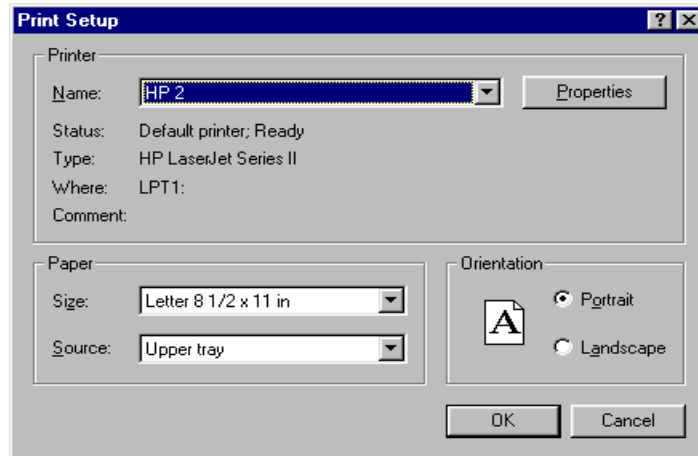 Print Setup
Printer
Name: HP 2 Properties
Status: Default printer; Ready
Type: HP LaserJet Series II
Where: LPT1:
Comment:
Paper
Size: Letter 8 1/2 x 11 in
Source: Upper tray
Orientation
A
Portrait
Landscape
OK Cancel